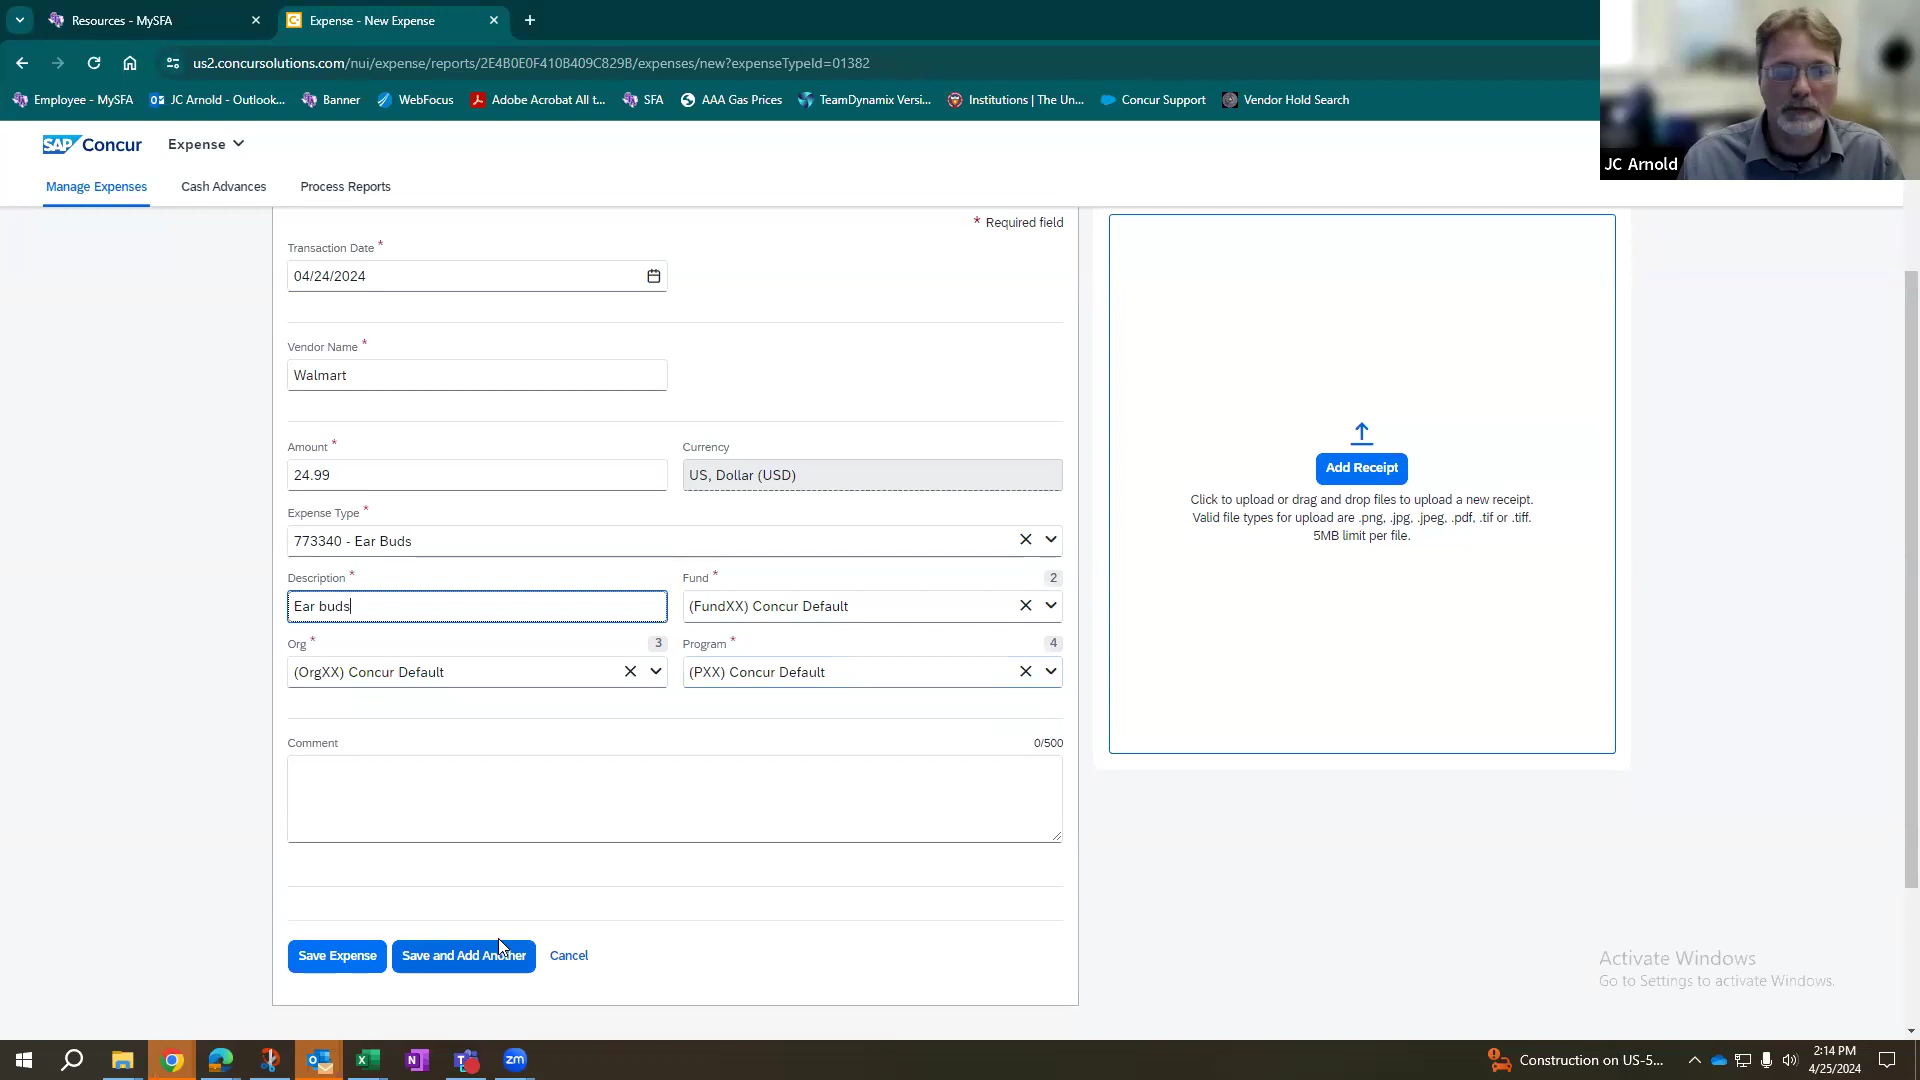 Resources - MySFA
Expense - New Expense
us2.concursolutions.com/nui/expense/reports/2E4B0E0F410B409C829B/expenses/new?expenseTypeId=01382
Employee - MySFA
JC Arnold - Outlook...
Banner
WebFocus
Adobe Acrobat All t...
SFA
AAA Gas Prices
TeamDynamix Versi...
Institutions | The Un...
Concur Support
Vendor Hold Search
JC Arnold
SAP Concur
Expense
Manage Expenses
Cash Advances
Process Reports
* Required field
Transaction Date *
04/24/2024
Vendor Name *
Walmart
Amount *
Currency
24.99
US, Dollar (USD)
Expense Type *
773340 - Ear Buds
Description *
Fund *
2
Ear buds
(FundXX) Concur Default
Org *
3
Program *
4
(OrgXX) Concur Default
(PXX) Concur Default
Comment
0/500
Save Expense
Save and Add Another
Cancel
Add Receipt
Click to upload or drag and drop files to upload a new receipt.
Valid file types for upload are .png, .jpg, .jpeg, .pdf, .tif or .tiff.
5MB limit per file.
Activate Windows
Go to Settings to activate Windows.
Construction on US-5...
2:14 PM
4/25/2024